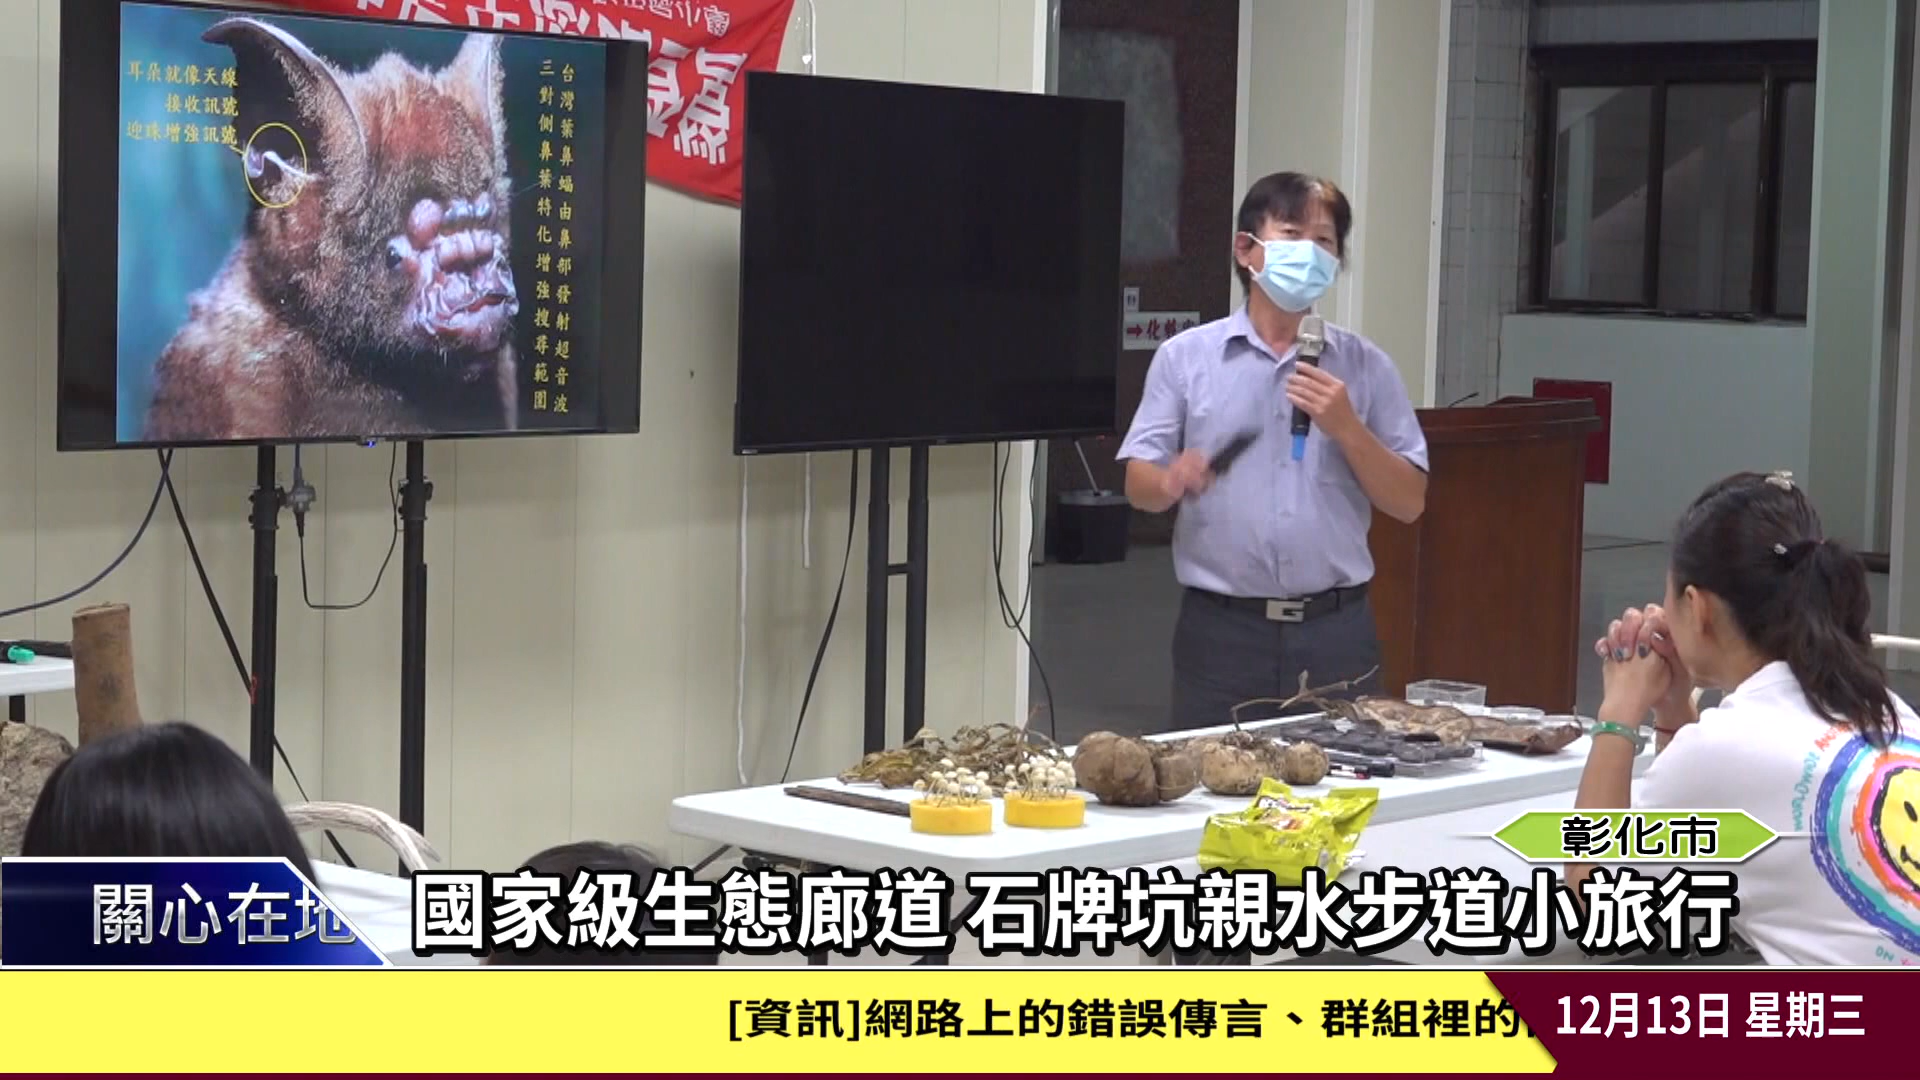 耳朵就像天線
接收訊號
迎珠增強訊號
台灣葉鼻蝠由鼻部發射超音波
三對側鼻葉特化增強搜尋範圍
彰化市
關心在地
國家級生態廊道 石牌坑親水步道小旅行
[資訊]網路上的錯誤傳言、群組裡的
12月13日 星期三